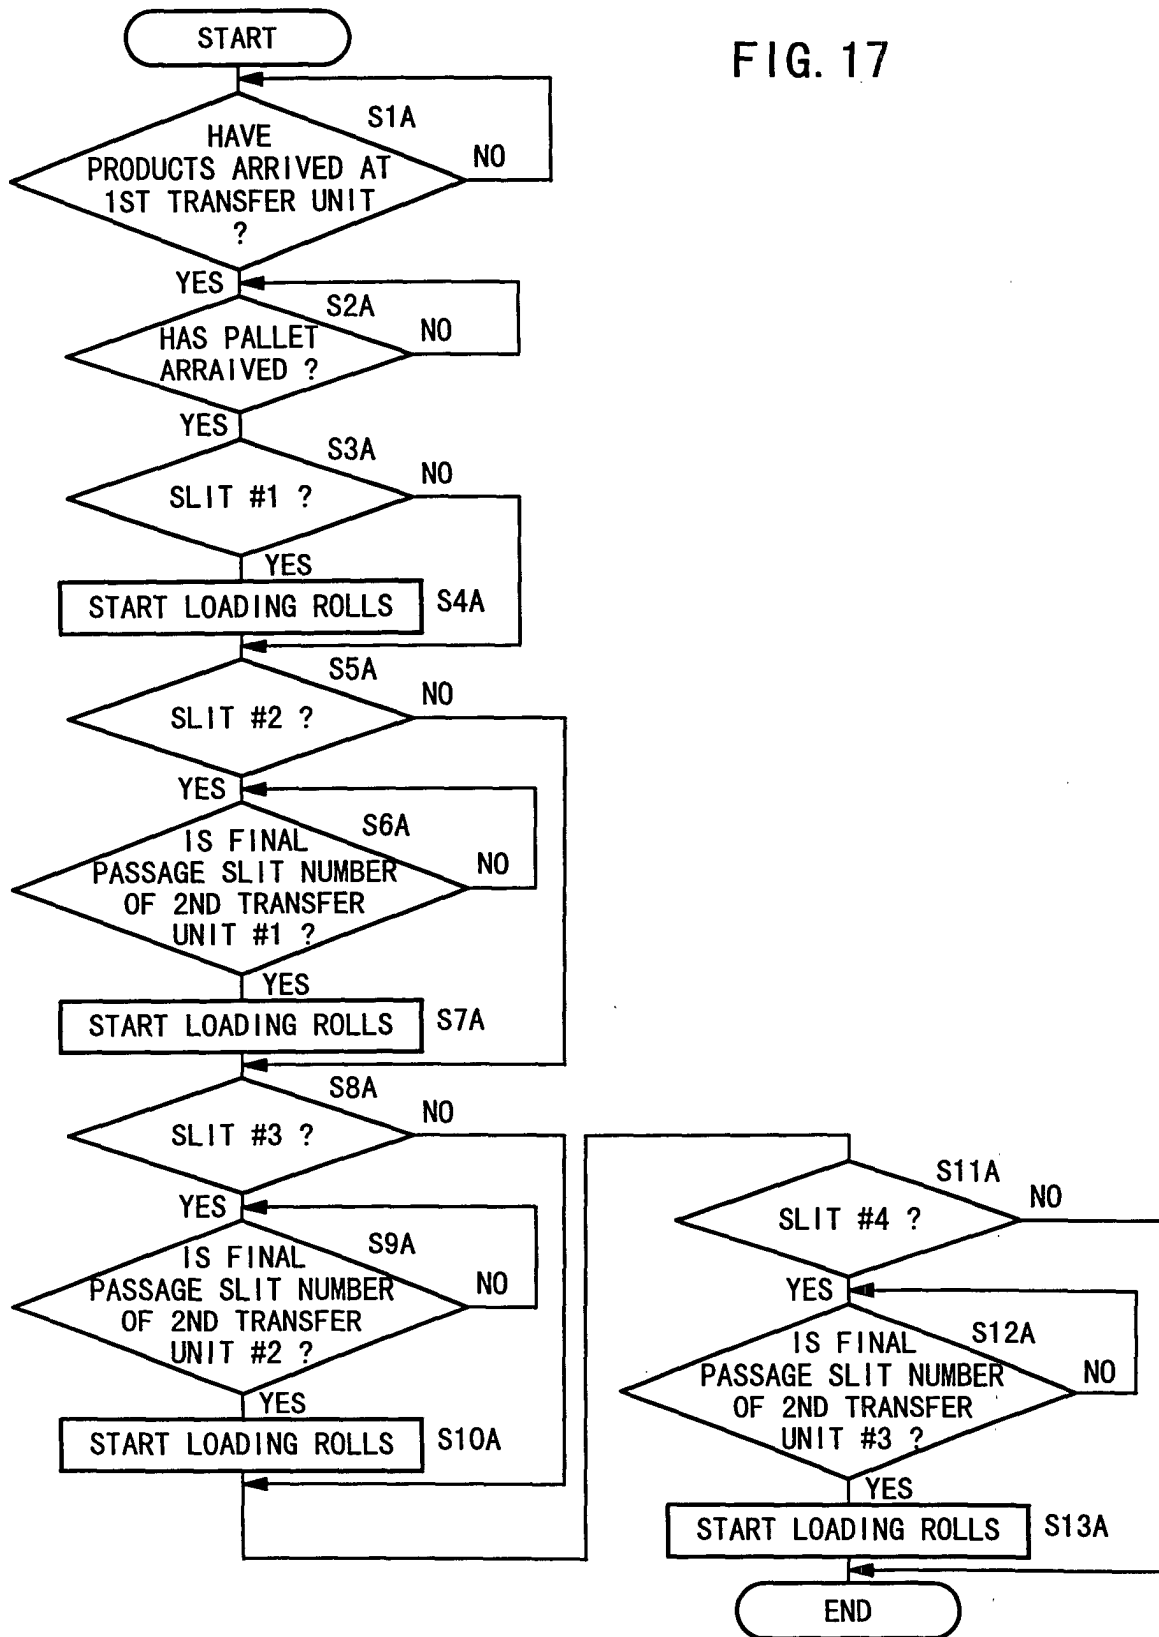 START
FIG. 17
S1A
HAVE
PRODUCTS ARRIVED AT
1ST TRANSFER UNIT
?
NO
YES
S2A
HAS PALLET
ARRAIVED ?
NO
YES
S3A
SLIT #1 ?
NO
YES
START LOADING ROLLS
S4A
S5A
SLIT #2 ?
NO
YES
S6A
IS FINAL
PASSAGE SLIT NUMBER
OF 2ND TRANSFER
UNIT #1 ?
NO
YES
START LOADING ROLLS
S7A
S8A
SLIT #3 ?
NO
YES
S9A
IS FINAL
PASSAGE SLIT NUMBER
OF 2ND TRANSFER
UNIT #2 ?
NO
YES
START LOADING ROLLS
S10A
S11A
SLIT #4 ?
NO
YES
S12A
IS FINAL
PASSAGE SLIT NUMBER
OF 2ND TRANSFER
UNIT #3 ?
NO
YES
START LOADING ROLLS
S13A
END